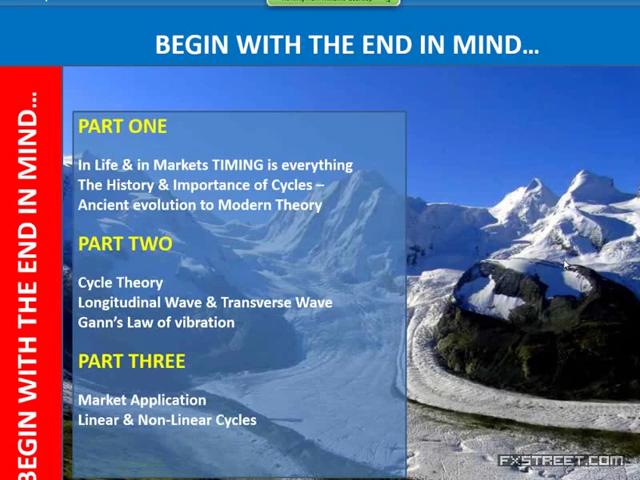 BEGIN WITH THE END IN MIND...
BEGIN WITH THE END IN MIND...
PART ONE
In Life & in Markets TIMING is everything
The History & Importance of Cycles –
Ancient evolution to Modern Theory
PART TWO
Cycle Theory
Longitudinal Wave & Transverse Wave
Gann's Law of vibration
PART THREE
Market Application
Linear & Non-Linear Cycles
FXSTREET.COM